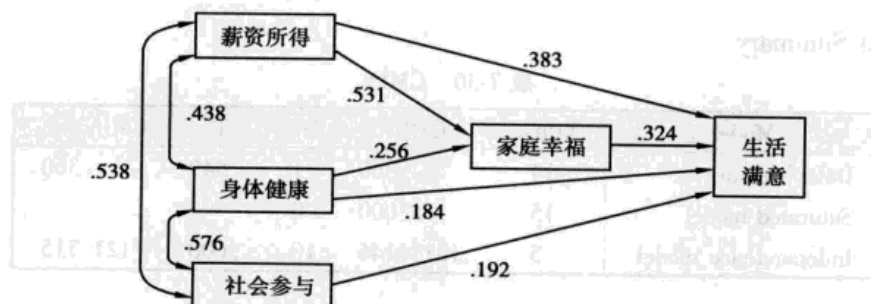 薪资所得
.383
.531
.438
家庭幸福
.324
生活
满意
.256
.538
身体健康
.184
.576
.192
社会参与